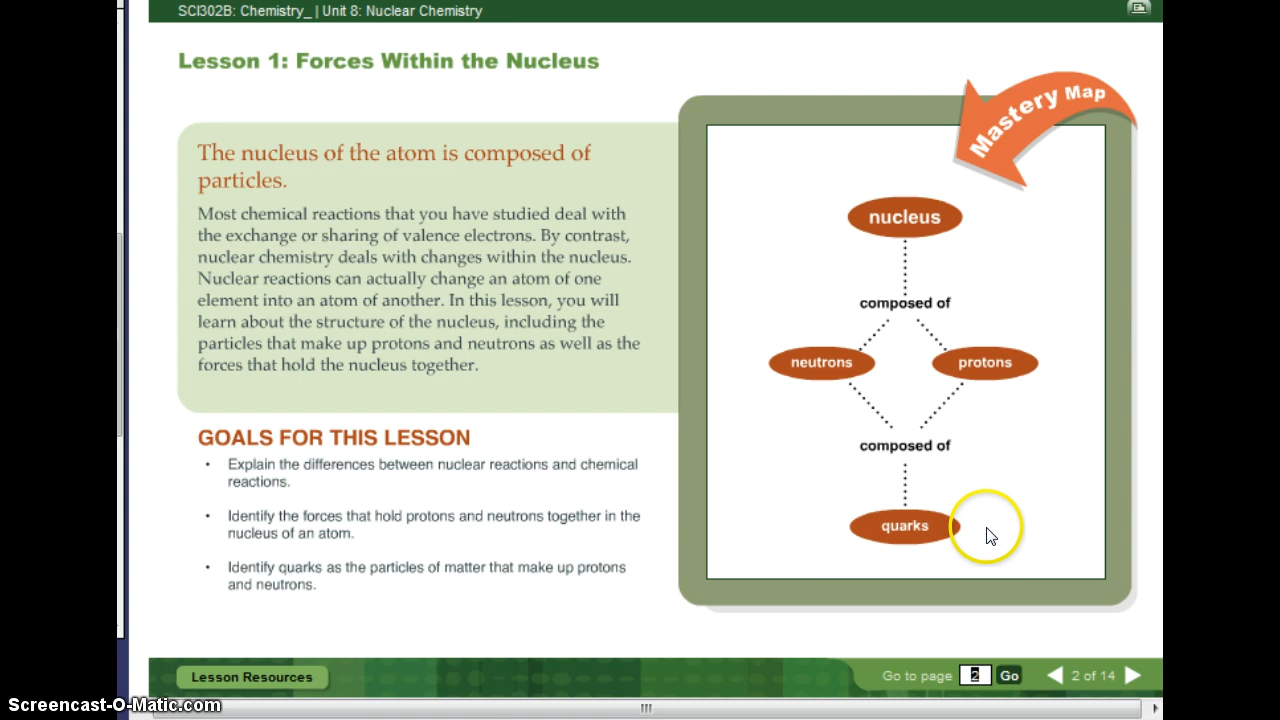 SCI302B: Chemistry_ | Unit 8: Nuclear Chemistry
Lesson 1: Forces Within the Nucleus
The nucleus of the atom is composed of
particles.
Most chemical reactions that you have studied deal with
the exchange or sharing of valence electrons. By contrast,
nuclear chemistry deals with changes within the nucleus.
Nuclear reactions can actually change an atom of one
element into an atom of another. In this lesson, you will
learn about the structure of the nucleus, including the
particles that make up protons and neutrons as well as the
forces that hold the nucleus together.
GOALS FOR THIS LESSON
• Explain the differences between nuclear reactions and chemical
reactions.
• Identify the forces that hold protons and neutrons together in the
nucleus of an atom.
• Identify quarks as the particles of matter that make up protons
and neutrons.
Mastery Map
nucleus
composed of
neutrons protons
composed of
quarks
Lesson Resources
Go to page 2 Go 2 of 14
Screencast-O-Matic.com